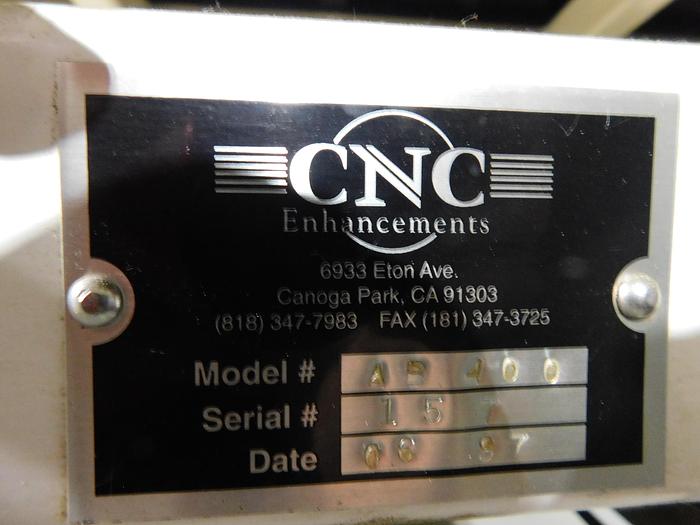 CNC
Enhancements
6933 Eton Ave.
Canoga Park, CA 91303
(818) 347-7983 FAX (181) 347-3725
Model # 400
Serial #
Date